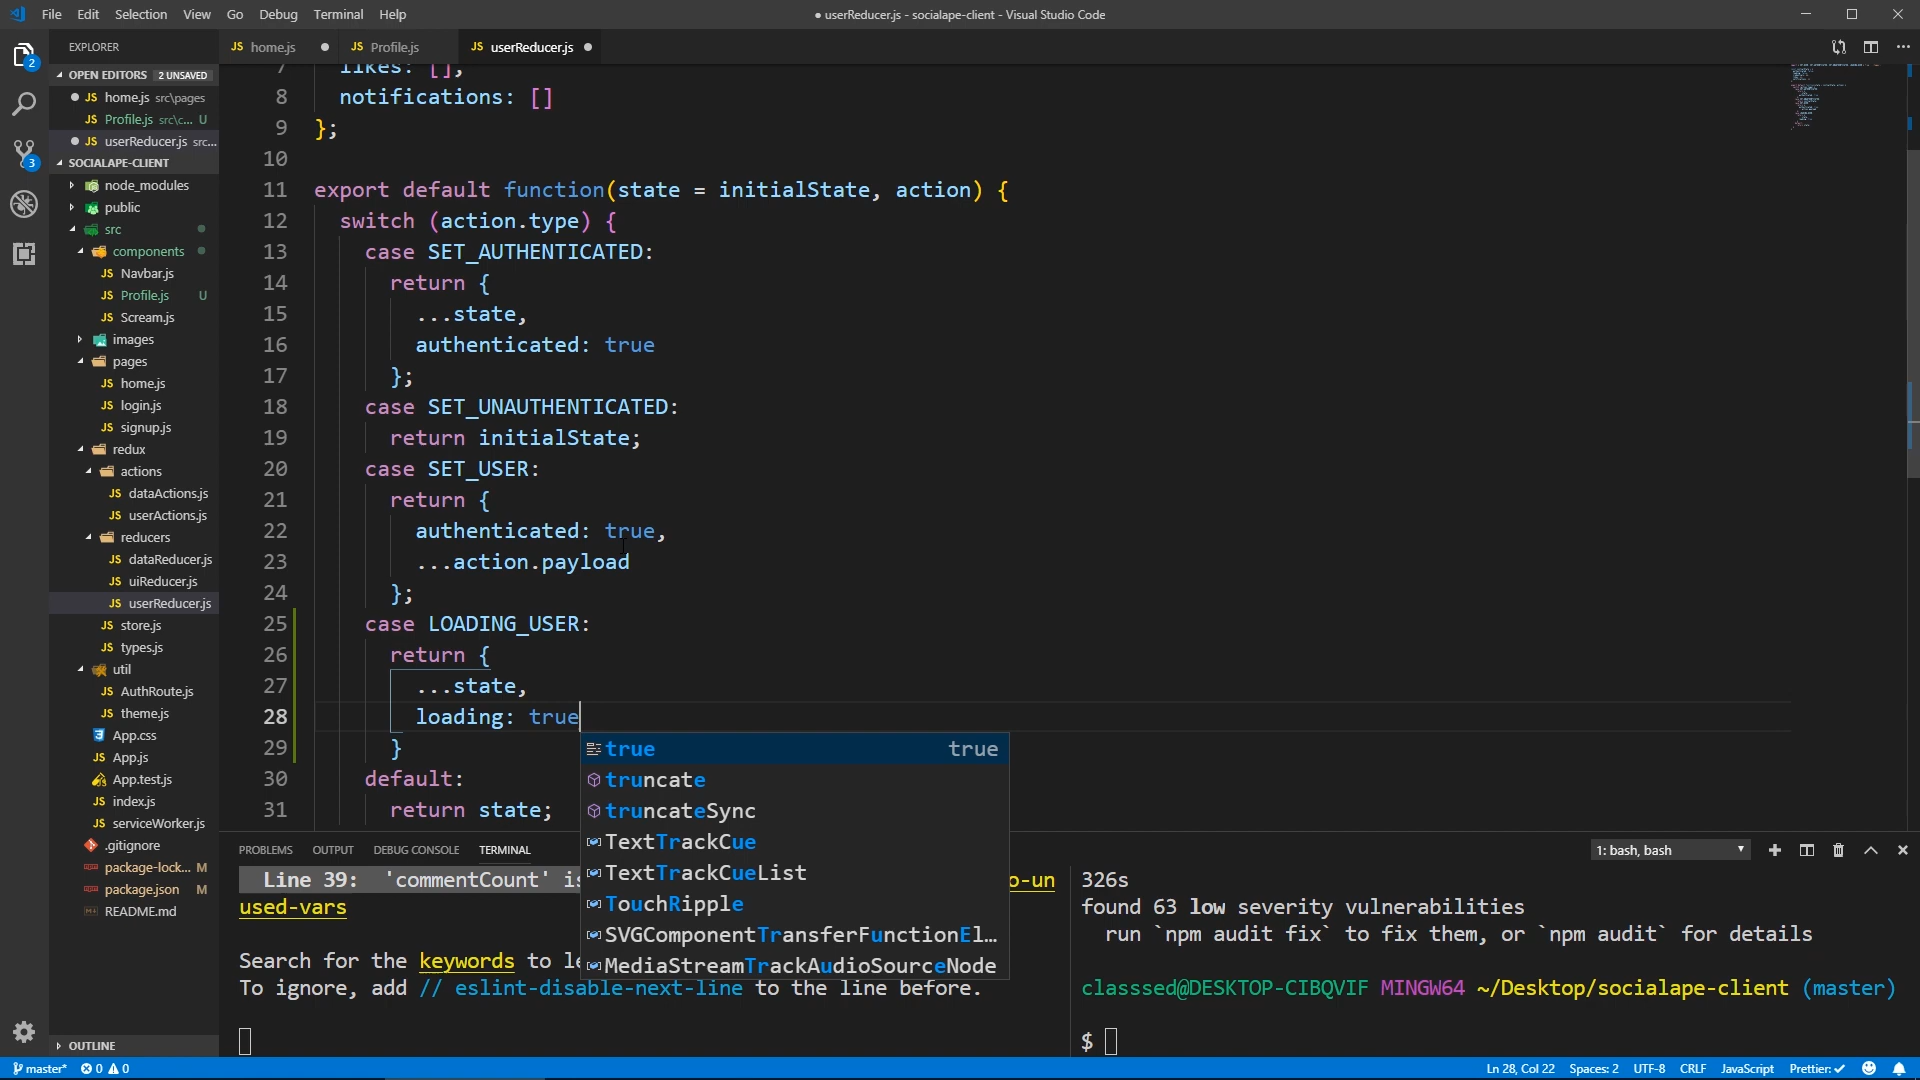 File Edit Selection View Go Debug Terminal Help
● userReducer.js - socialape-client - Visual Studio Code
EXPLORER
JS home.js ●
JS Profile.js
JS userReducer.js ●
OPEN EDITORS 2 UNSAVED
● JS home.js src\pages
JS Profile.js src\c... U
● JS userReducer.js src...
SOCIALAPE-CLIENT
node_modules
public
src
components
JS Navbar.js
JS Profile.js U
JS Scream.js
images
pages
JS home.js
JS login.js
JS signup.js
redux
actions
JS dataActions.js
JS userActions.js
reducers
JS dataReducer.js
JS uiReducer.js
JS userReducer.js
JS store.js
JS types.js
util
JS AuthRoute.js
JS theme.js
App.css
JS App.js
App.test.js
JS index.js
JS serviceWorker.js
.gitignore
package-lock... M
package.json M
README.md
OUTLINE
7 likes: [],
8 notifications: []
9 };
10
11 export default function(state = initialState, action) {
12 switch (action.type) {
13 case SET_AUTHENTICATED:
14 return {
15 ...state,
16 authenticated: true
17 };
18 case SET_UNAUTHENTICATED:
19 return initialState;
20 case SET_USER:
21 return {
22 authenticated: true,
23 ...action.payload
24 };
25 case LOADING_USER:
26 return {
27 ...state,
28 loading: true
29 }
30 default:
31 return state;
true true
truncate
truncateSync
TextTrackCue
TextTrackCueList
TouchRipple
SVGComponentTransferFunctionEl...
MediaStreamTrackAudioSourceNode
PROBLEMS OUTPUT DEBUG CONSOLE TERMINAL
1: bash, bash
Line 39: 'commentCount' is o-un
used-vars
Search for the keywords to le
To ignore, add // eslint-disable-next-line to the line before.
326s
found 63 low severity vulnerabilities
run `npm audit fix` to fix them, or `npm audit` for details
classsed@DESKTOP-CIBQVIF MINGW64 ~/Desktop/socialape-client (master)
$
master* 0 0
Ln 28, Col 22 Spaces: 2 UTF-8 CRLF JavaScript Prettier: ✓
2
3